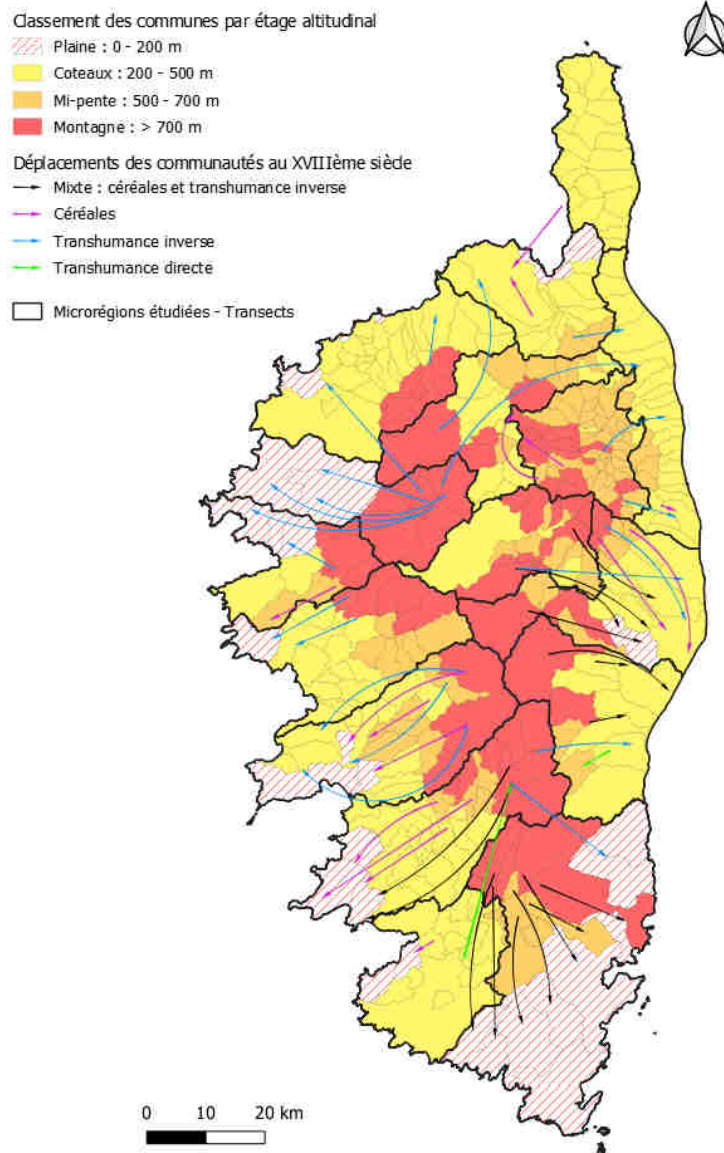 Classement des communes par étage altitudinal
Plaine : 0 - 200 m
Coteaux : 200 - 500 m
Mi-pente : 500 - 700 m
Montagne : > 700 m
Déplacements des communautés au XVIIIème siècle
Mixte : céréales et transhumance inverse
Céréales
Transhumance inverse
Transhumance directe
Microrégions étudiées - Transects
0 10 20 km